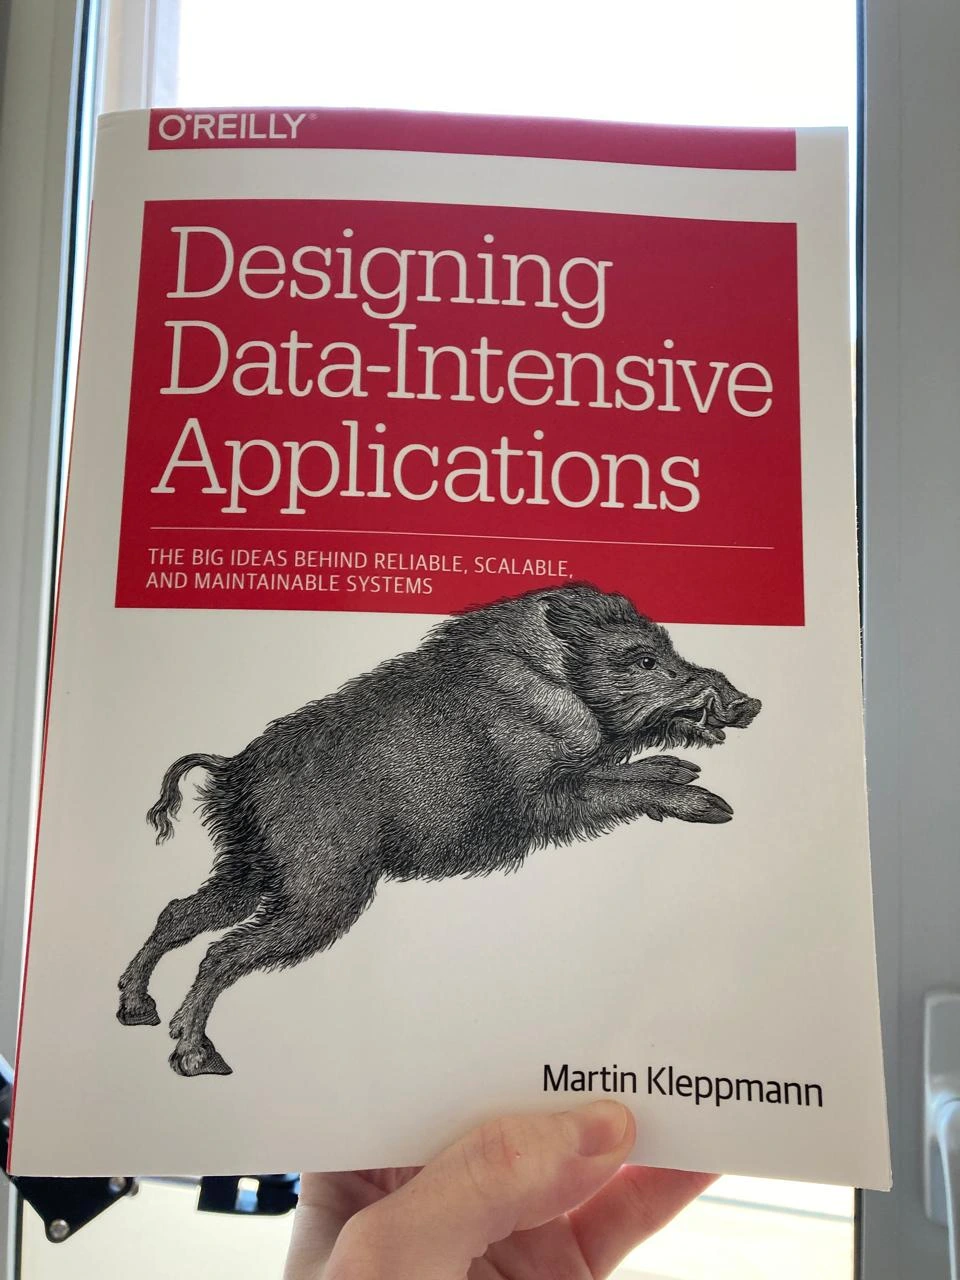 O'REILLY®
Designing
Data-Intensive
Applications
THE BIG IDEAS BEHIND RELIABLE, SCALABLE,
AND MAINTAINABLE SYSTEMS
Martin Kleppmann